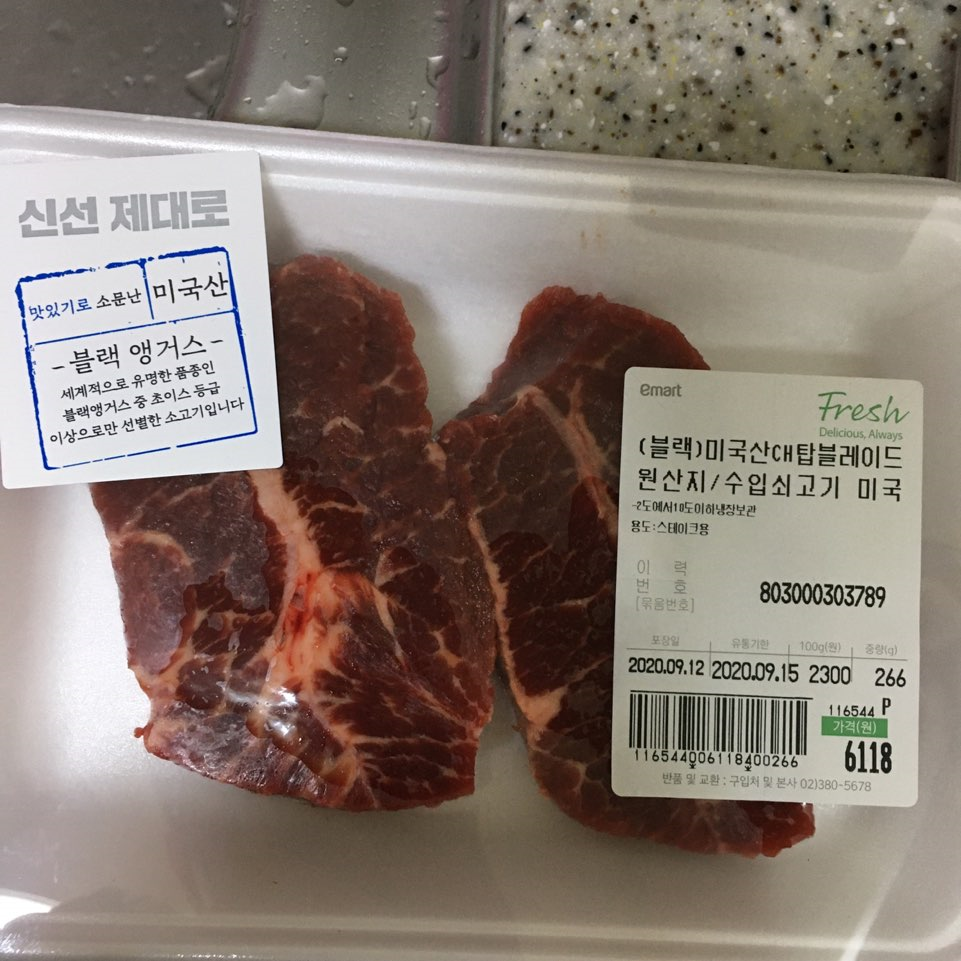 신선 제대로
맛있기로 소문난
미국산
-블랙 앵거스-
세계적으로 유명한 품종인
블랙앵거스 중 초이스 등급
이상으로만 선별한 소고기입니다
emart
Fresh
Delicious, Always
(블랙)미국산CH탑블레이드
원산지/수입쇠고기 미국
-2도에서10도이하냉장보관
용도:스테이크용
이 력
번 호
[묶음번호]
803000303789
포장일 유통기한 100g(원) 중량(g)
2020.09.12 2020.09.15 2300 266
116544 P
가격(원)
6118
116544006118400266
반품 및 교환 : 구입처 및 본사 02)380-5678